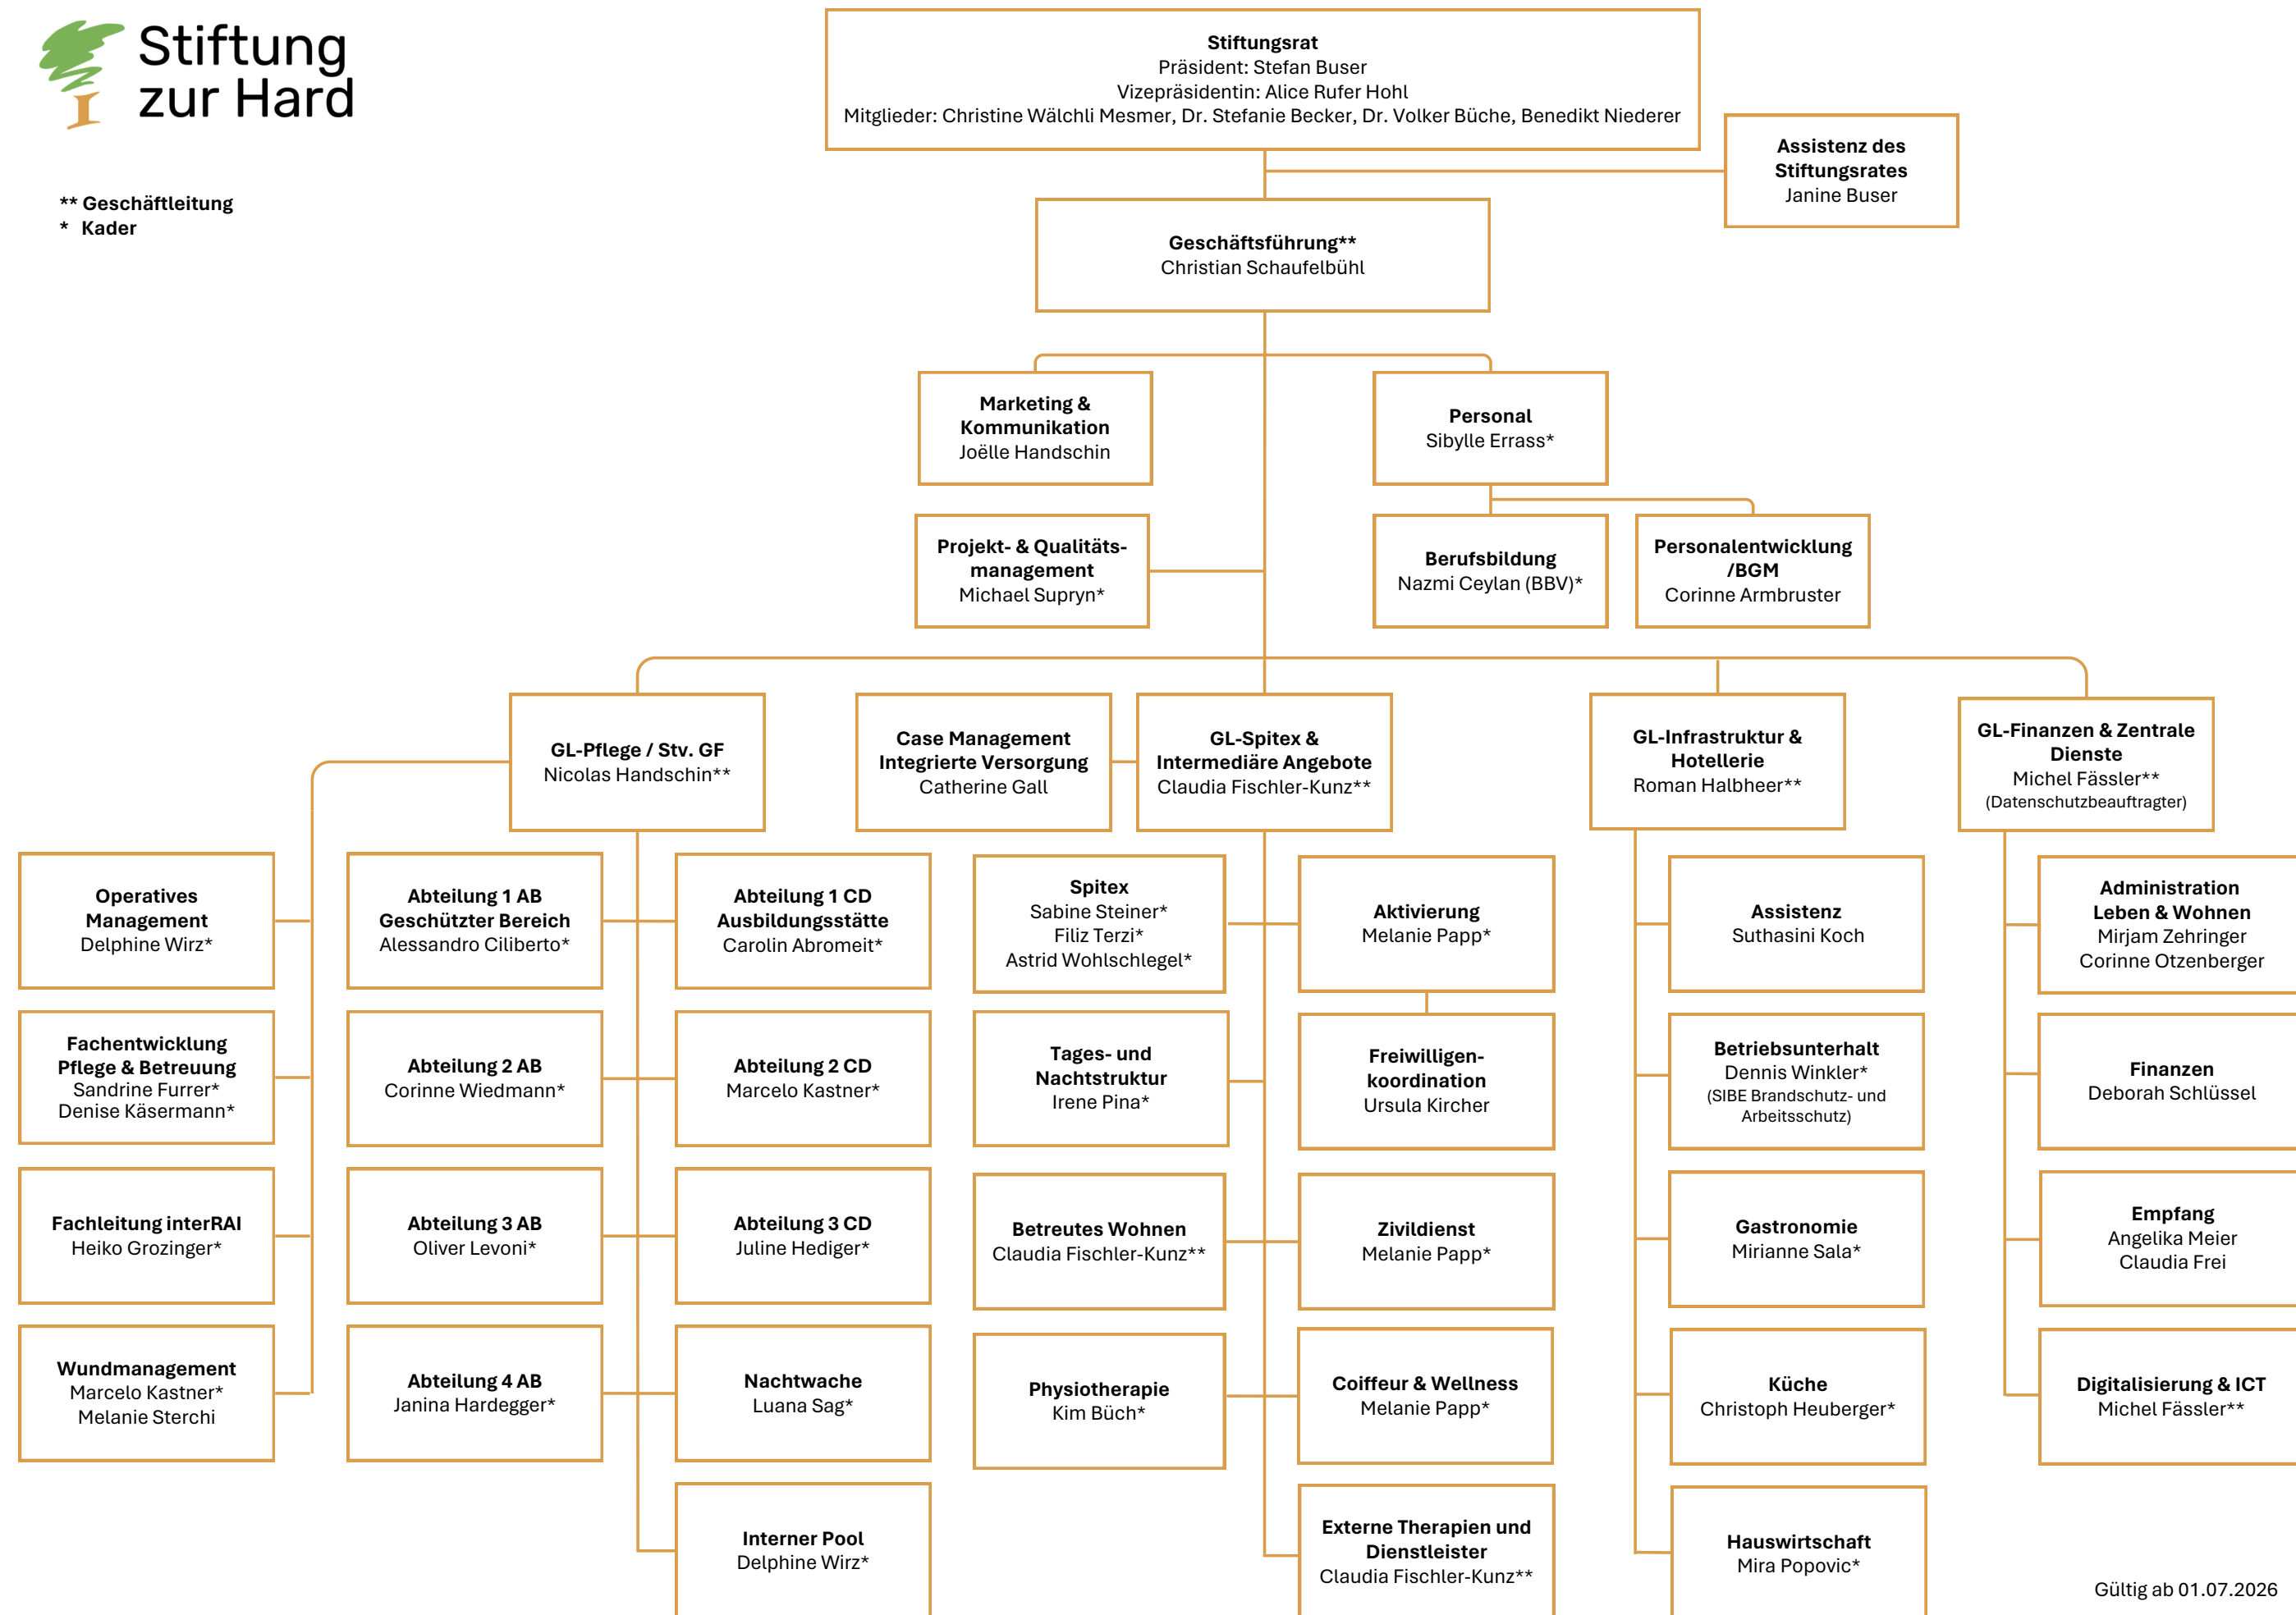 Stiftung
zur Hard
** Geschäftleitung
* Kader
Stiftungsrat
Präsident: Stefan Buser
Vizepräsidentin: Alice Rufer Hohl
Mitglieder: Christine Wälchli Mesmer, Dr. Stefanie Becker, Dr. Volker Büche, Benedikt Niederer
Assistenz des
Stiftungsrates
Janine Buser
Geschäftsführung**
Christian Schaufelbühl
Marketing &
Kommunikation
Joëlle Handschin
Personal
Sibylle Errass*
Projekt- & Qualitäts-
management
Michael Supryn*
Berufsbildung
Nazmi Ceylan (BBV)*
Personalentwicklung
/BGM
Corinne Armbruster
GL-Pflege / Stv. GF
Nicolas Handschin**
Case Management
Integrierte Versorgung
Catherine Gall
GL-Spitex &
Intermediäre Angebote
Claudia Fischler-Kunz**
GL-Infrastruktur &
Hotellerie
Roman Halbheer**
GL-Finanzen & Zentrale
Dienste
Michel Fässler**
(Datenschutzbeauftragter)
Operatives
Management
Delphine Wirz*
Abteilung 1 AB
Geschützter Bereich
Alessandro Ciliberto*
Abteilung 1 CD
Ausbildungsstätte
Carolin Abromeit*
Spitex
Sabine Steiner*
Filiz Terzi*
Astrid Wohlschlegel*
Aktivierung
Melanie Papp*
Assistenz
Suthasini Koch
Administration
Leben & Wohnen
Mirjam Zehringer
Corinne Otzenberger
Fachentwicklung
Pflege & Betreuung
Sandrine Furrer*
Denise Käsermann*
Abteilung 2 AB
Corinne Wiedmann*
Abteilung 2 CD
Marcelo Kastner*
Tages- und
Nachtstruktur
Irene Pina*
Freiwilligen-
koordination
Ursula Kircher
Betriebsunterhalt
Dennis Winkler*
(SIBE Brandschutz- und
Arbeitsschutz)
Finanzen
Deborah Schlüssel
Fachleitung interRAI
Heiko Grozinger*
Abteilung 3 AB
Oliver Levoni*
Abteilung 3 CD
Juline Hediger*
Betreutes Wohnen
Claudia Fischler-Kunz**
Zivildienst
Melanie Papp*
Gastronomie
Mirianne Sala*
Empfang
Angelika Meier
Claudia Frei
Wundmanagement
Marcelo Kastner*
Melanie Sterchi
Abteilung 4 AB
Janina Hardegger*
Nachtwache
Luana Sag*
Physiotherapie
Kim Büch*
Coiffeur & Wellness
Melanie Papp*
Küche
Christoph Heuberger*
Digitalisierung & ICT
Michel Fässler**
Interner Pool
Delphine Wirz*
Externe Therapien und
Dienstleister
Claudia Fischler-Kunz**
Hauswirtschaft
Mira Popovic*
Gültig ab 01.07.2026